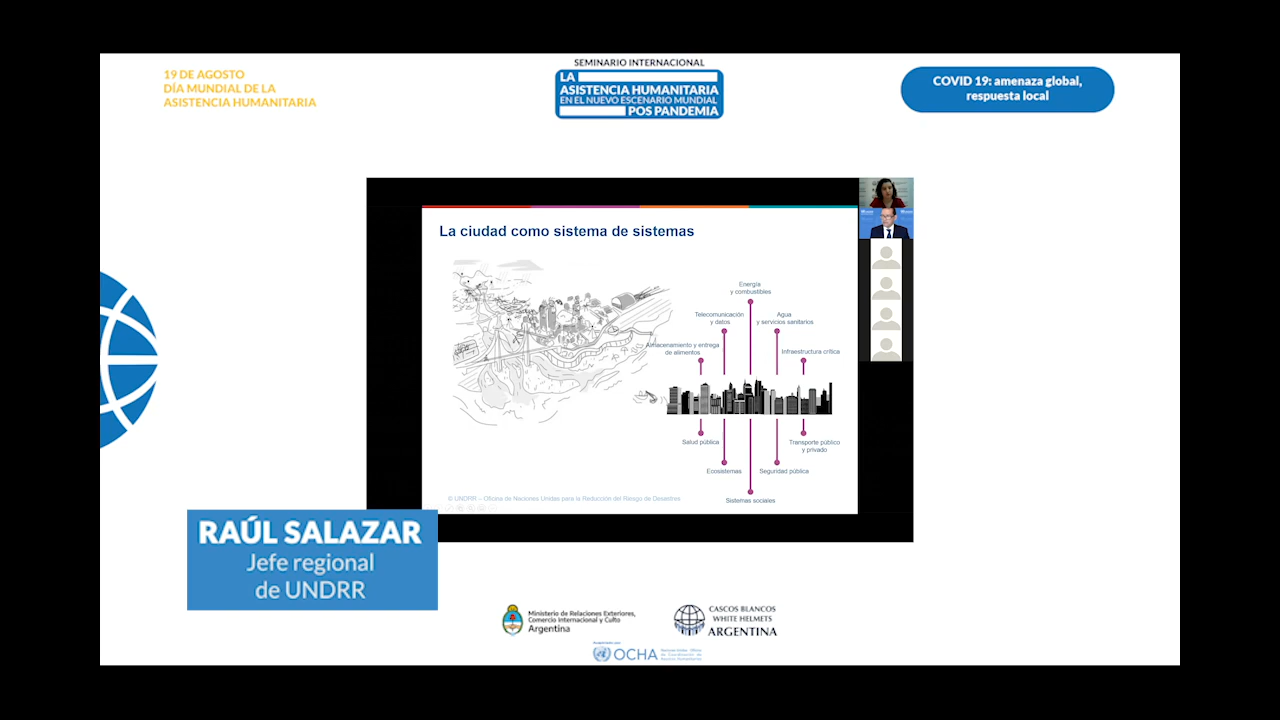 19 DE AGOSTO
DÍA MUNDIAL DE LA
ASISTENCIA HUMANITARIA
SEMINARIO INTERNACIONAL
LA
ASISTENCIA HUMANITARIA
EN EL NUEVO ESCENARIO MUNDIAL
POS PANDEMIA
COVID 19: amenaza global,
respuesta local
La ciudad como sistema de sistemas
Energía
y combustibles
Telecomunicación
y datos
Agua
y servicios sanitarios
Almacenamiento y entrega
de alimentos
Infraestructura crítica
Salud pública
Transporte público
y privado
Ecosistemas
Seguridad pública
Sistemas sociales
© UNDRR – Oficina de Naciones Unidas para la Reducción del Riesgo de Desastres
RAÚL SALAZAR
Jefe regional
de UNDRR
Ministerio de Relaciones Exteriores,
Comercio Internacional y Culto
Argentina
CASCOS BLANCOS
WHITE HELMETS
ARGENTINA
OCHA